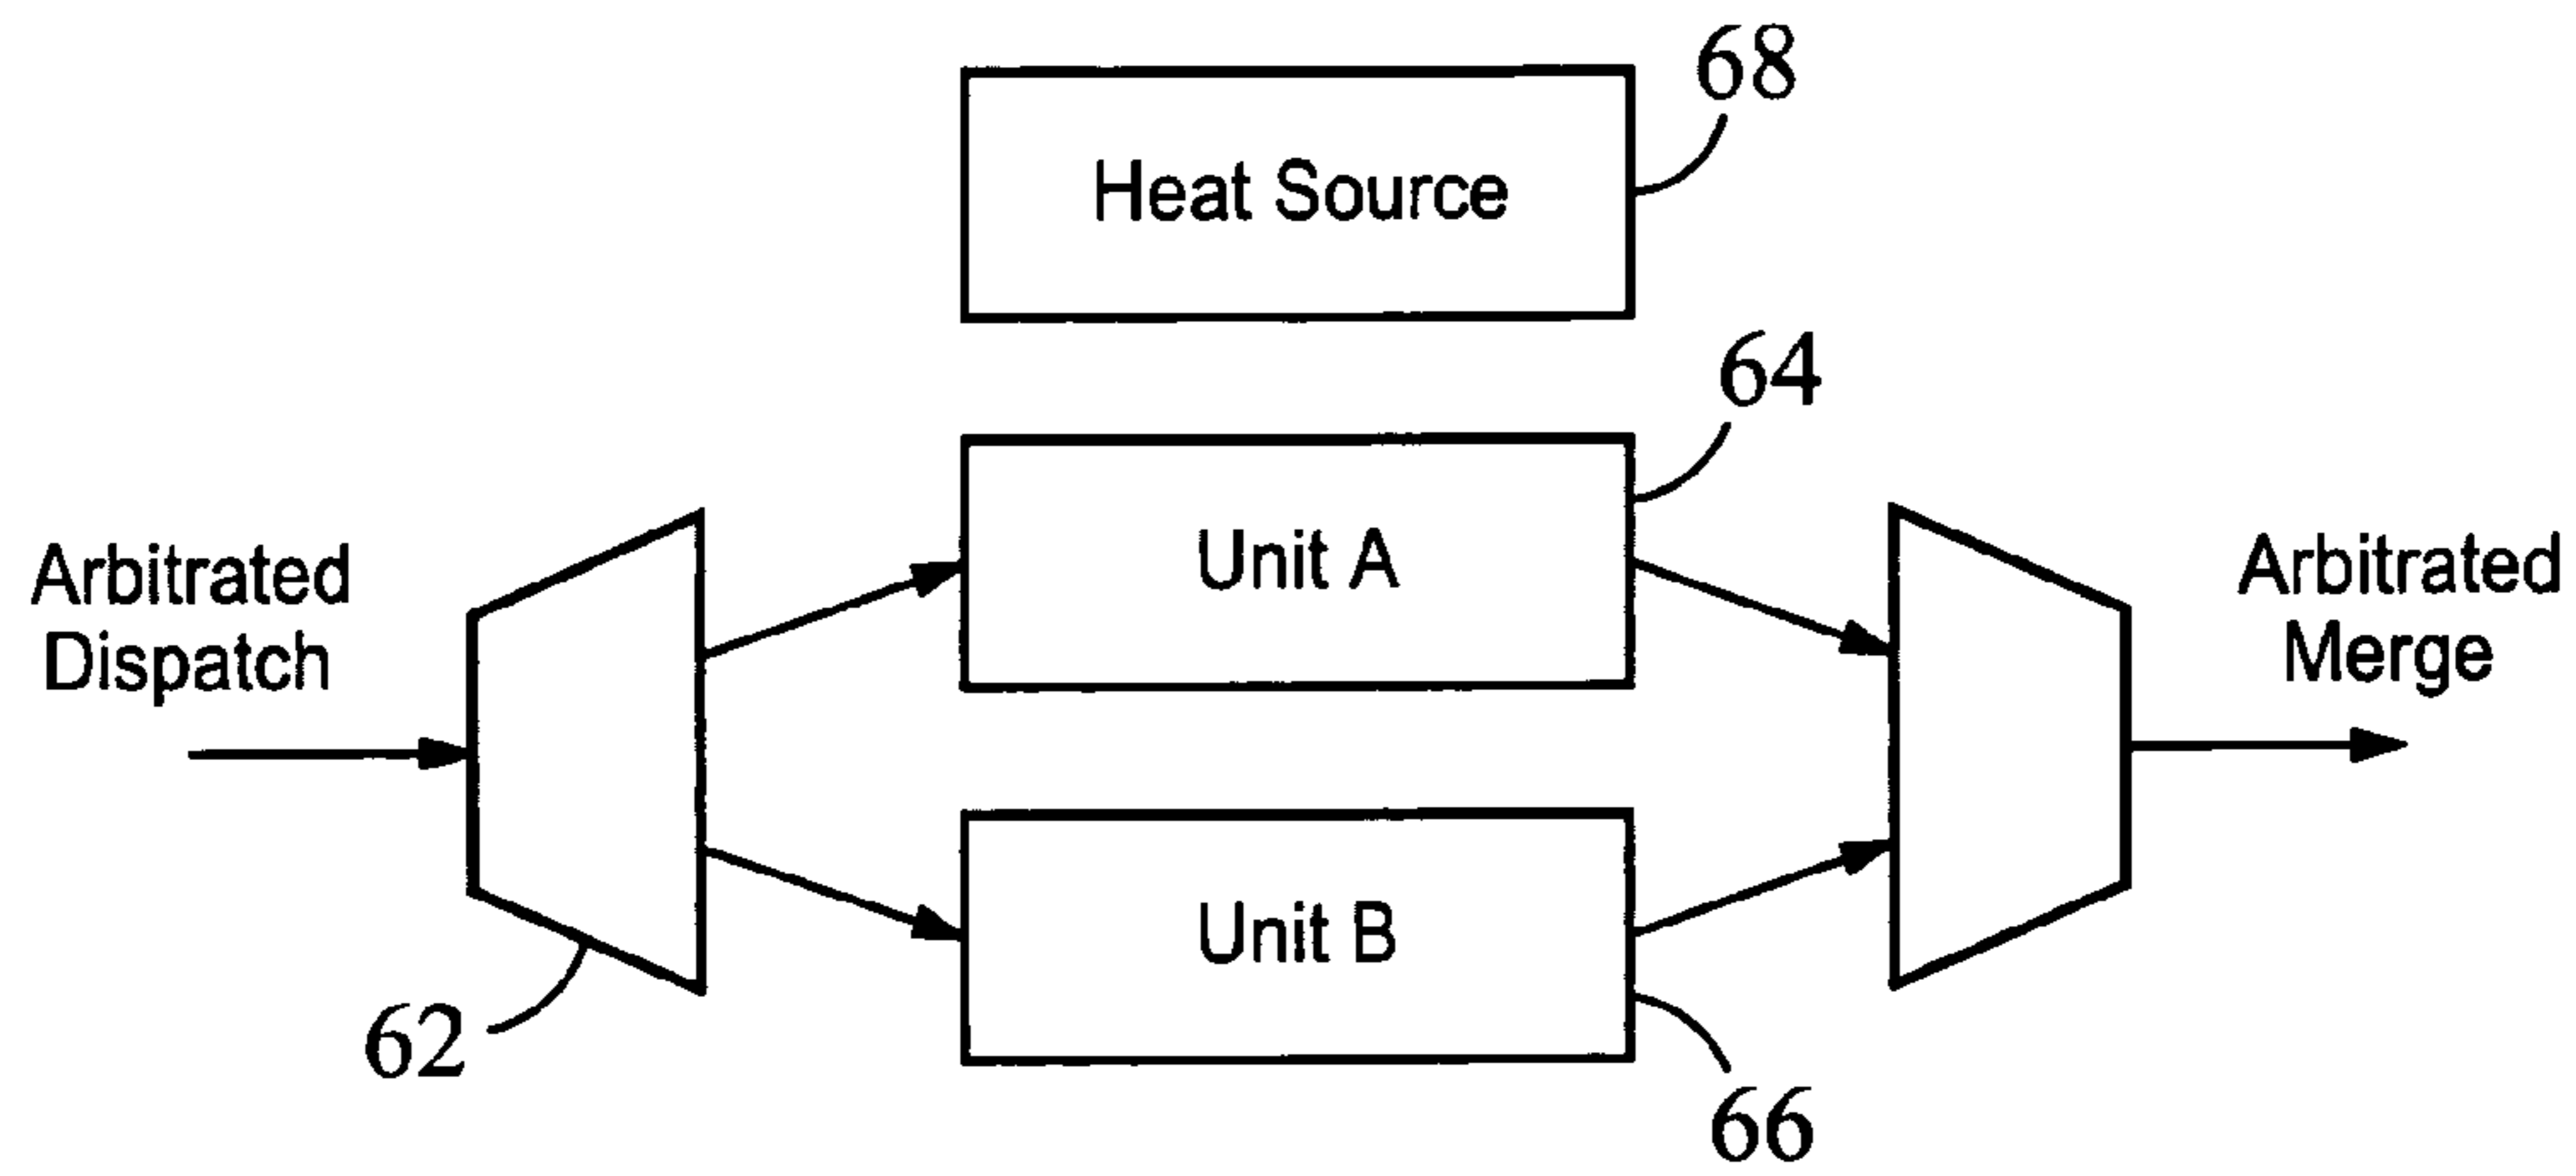 68
Heat Source
64
Unit A
Arbitrated
Dispatch
Arbitrated
Merge
Unit B
62
66